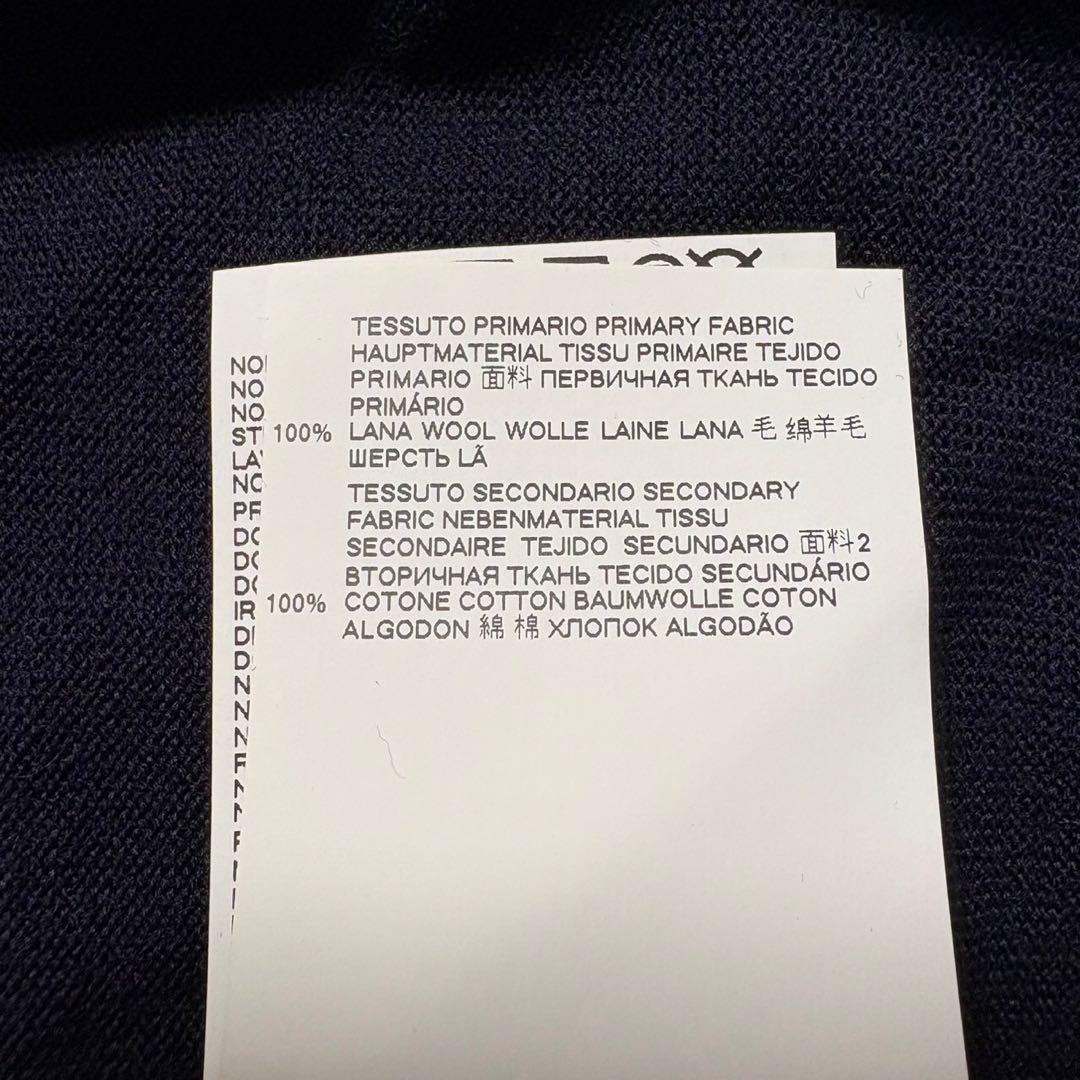 TESSUTO PRIMARIO PRIMARY FABRIC
HAUPTMATERIAL TISSU PRIMAIRE TEJIDO
PRIMARIO 面料 ПЕРВИЧНАЯ ТКАНЬ TECIDO
PRIMÁRIO
100% LANA WOOL WOLLE LAINE LANA 毛 绵羊毛
ШЕРСТЬ LÃ
TESSUTO SECONDARIO SECONDARY
FABRIC NEBENMATERIAL TISSU
SECONDAIRE TEJIDO SECUNDARIO 面料2
ВТОРИЧНАЯ ТКАНЬ TECIDO SECUNDÁRIO
100% COTONE COTTON BAUMWOLLE COTON
ALGODON 綿 棉 ХЛОПОК ALGODÃO